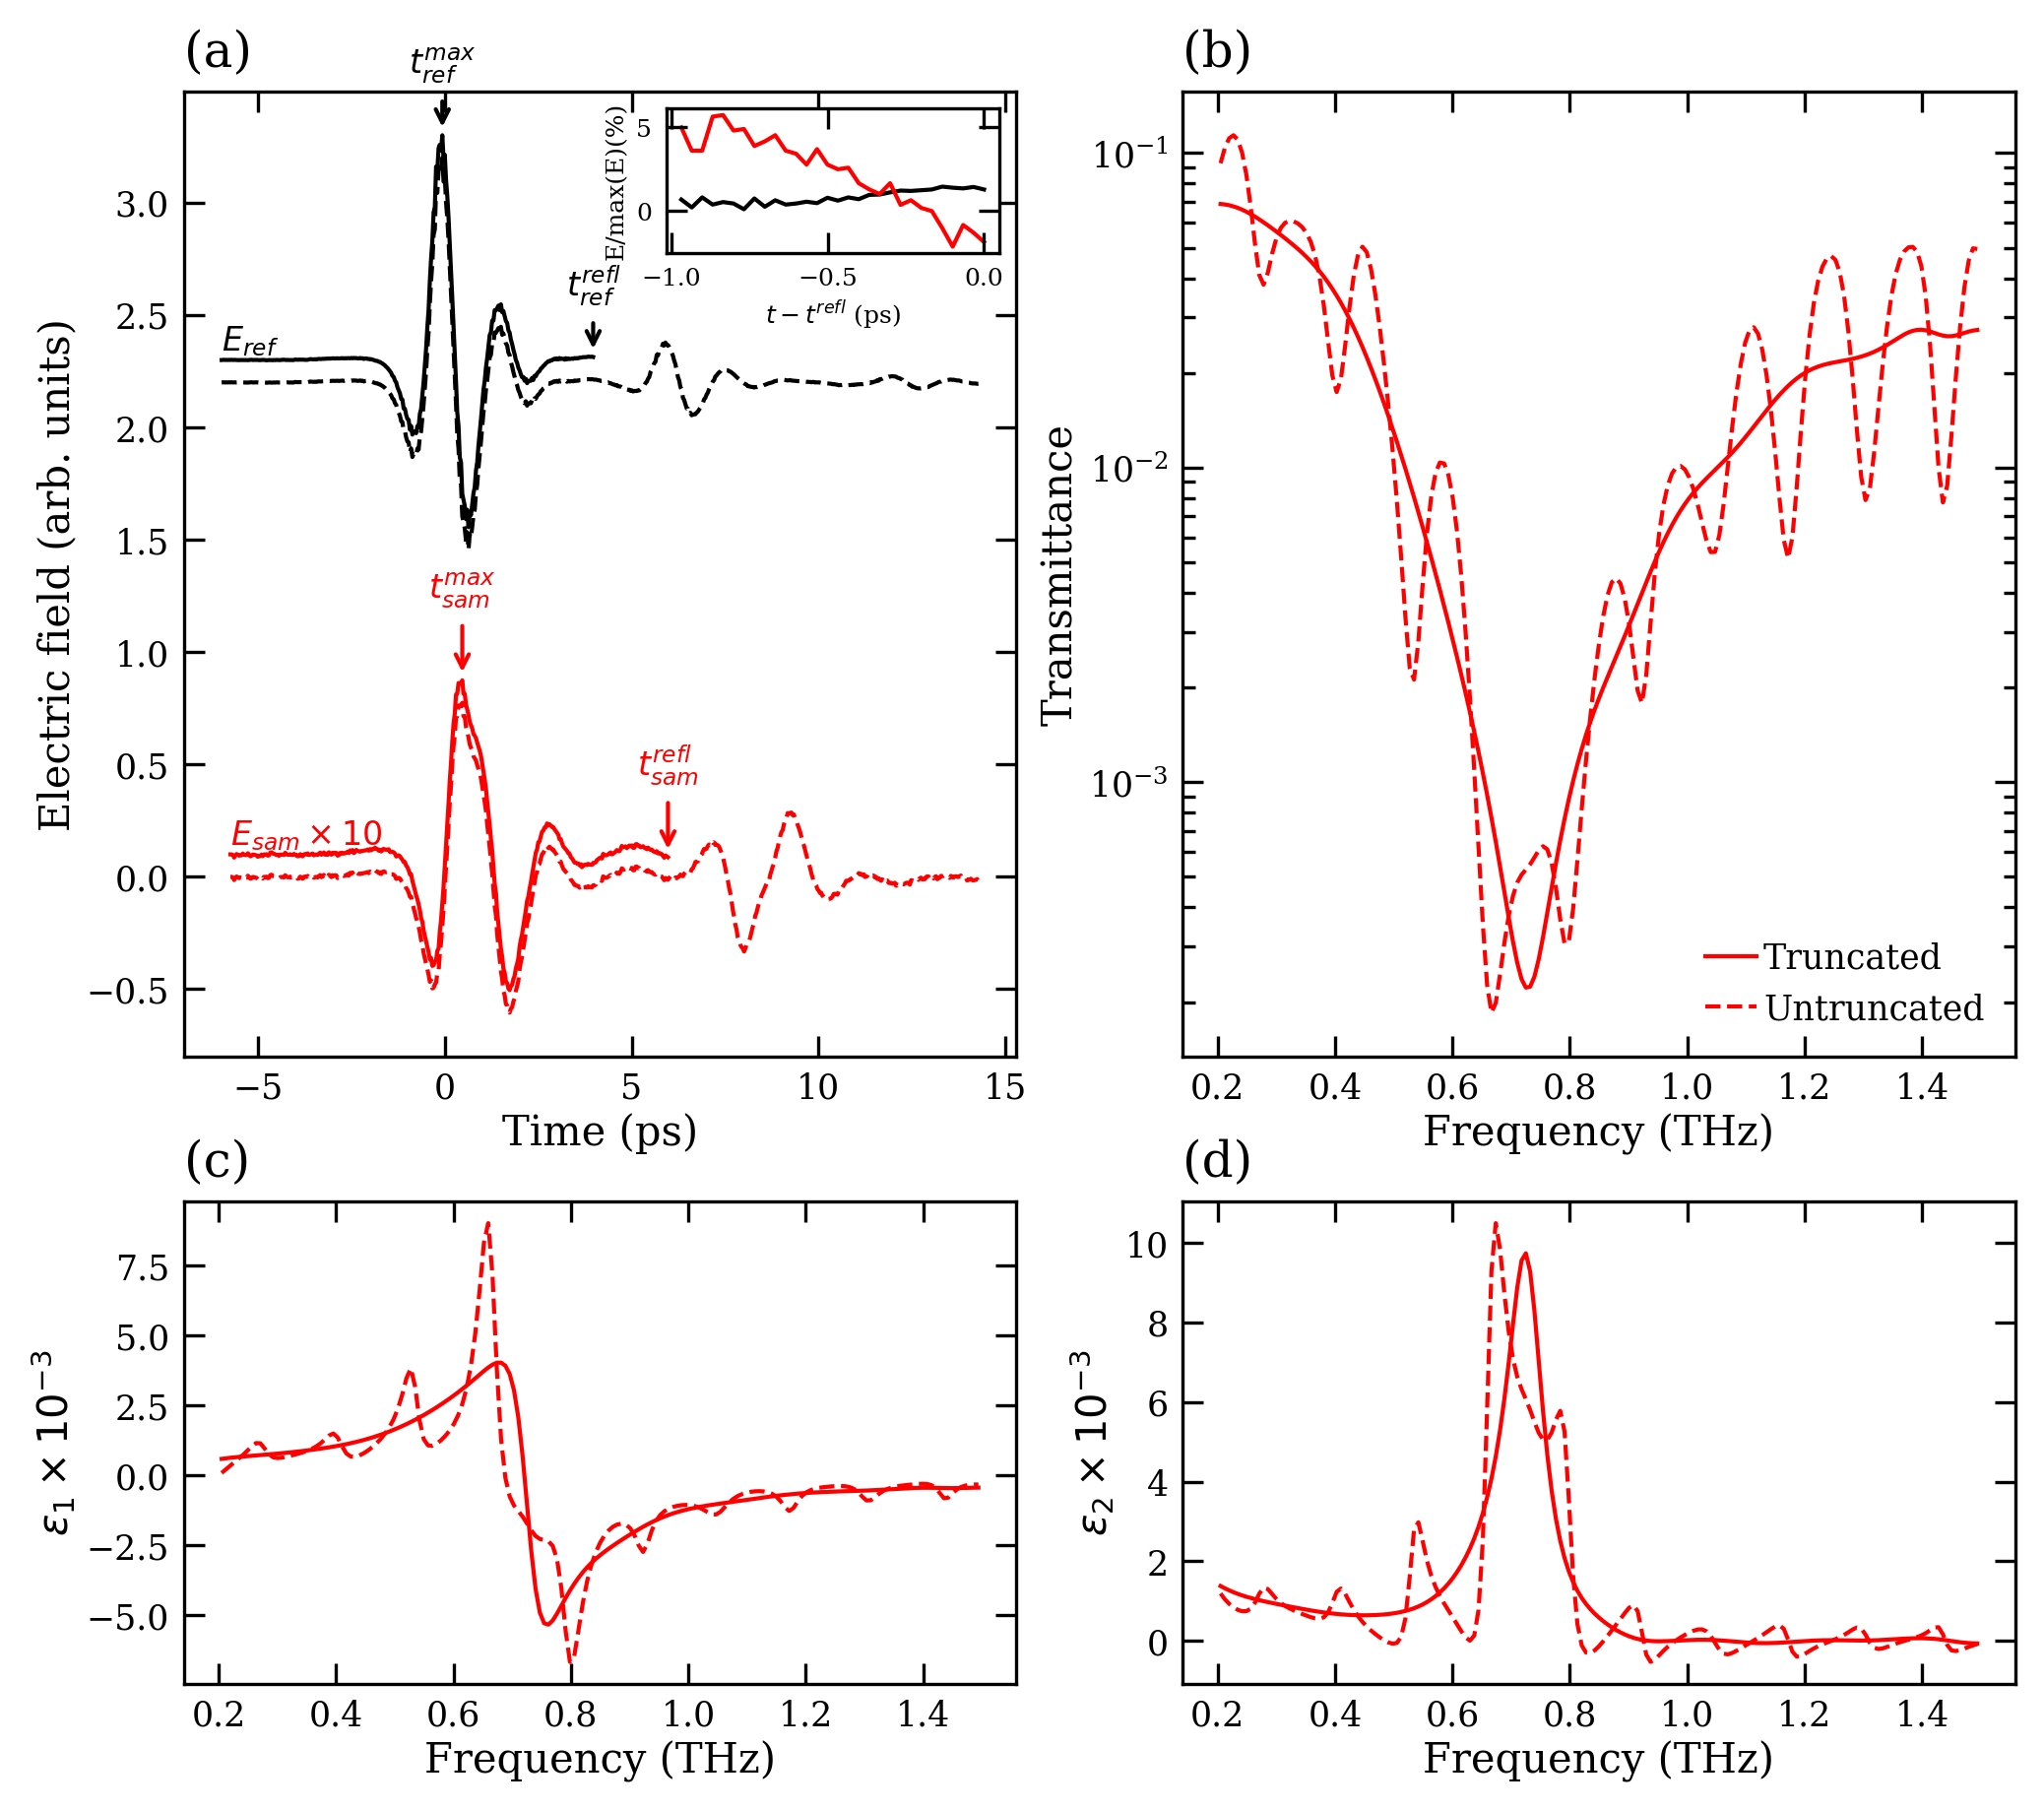 (a)
t_ref^max
3.0
2.5
2.0
1.5
1.0
0.5
0.0
−0.5
Electric field (arb. units)
E_ref
t_ref^refl
t_sam^max
t_sam^refl
E_sam × 10
−5
0
5
10
15
Time (ps)
5
0
E/max(E)(%)
−1.0
−0.5
0.0
t − t^refl (ps)
(b)
10^−1
10^−2
10^−3
Transmittance
Truncated
Untruncated
0.2
0.4
0.6
0.8
1.0
1.2
1.4
Frequency (THz)
(c)
7.5
5.0
2.5
0.0
−2.5
−5.0
ε_1 × 10^−3
0.2
0.4
0.6
0.8
1.0
1.2
1.4
Frequency (THz)
(d)
10
8
6
4
2
0
ε_2 × 10^−3
0.2
0.4
0.6
0.8
1.0
1.2
1.4
Frequency (THz)